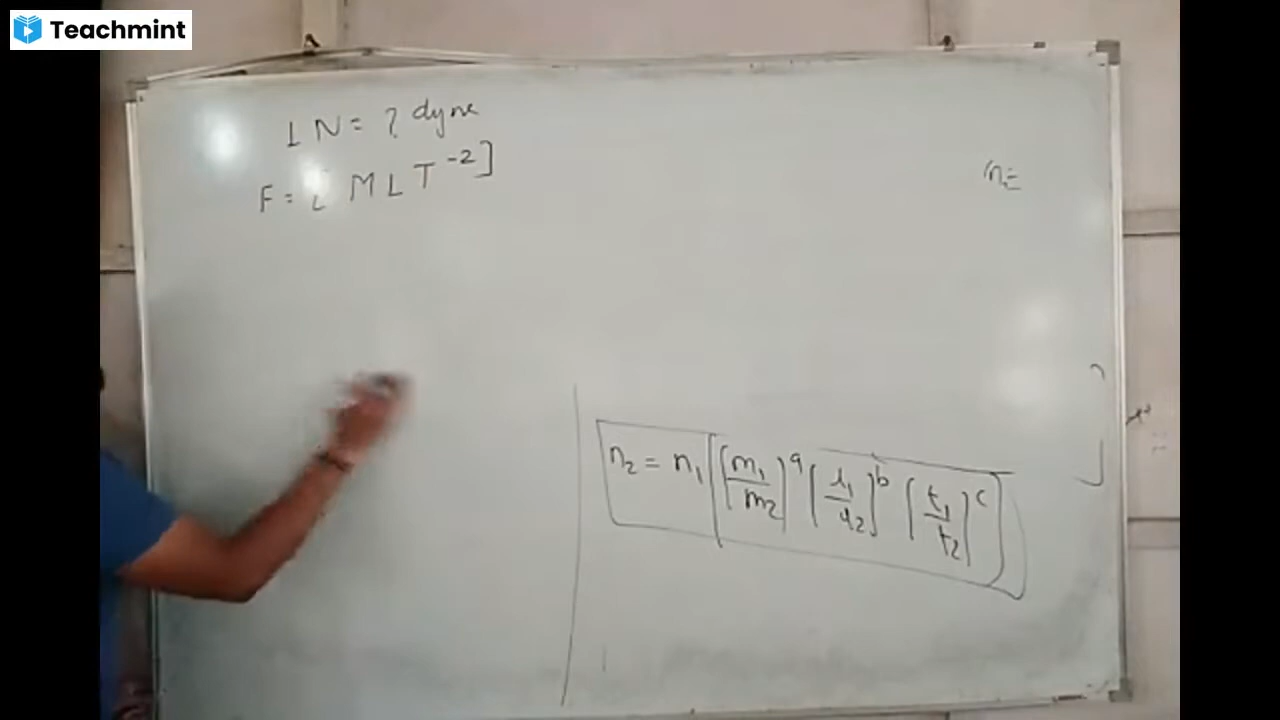 Teachmint
1 N = ? dyne
F = [ M L T⁻²]
n =
n₂ = n₁ [m₁/m₂]ᵃ [l₁/l₂]ᵇ [t₁/t₂]ᶜ